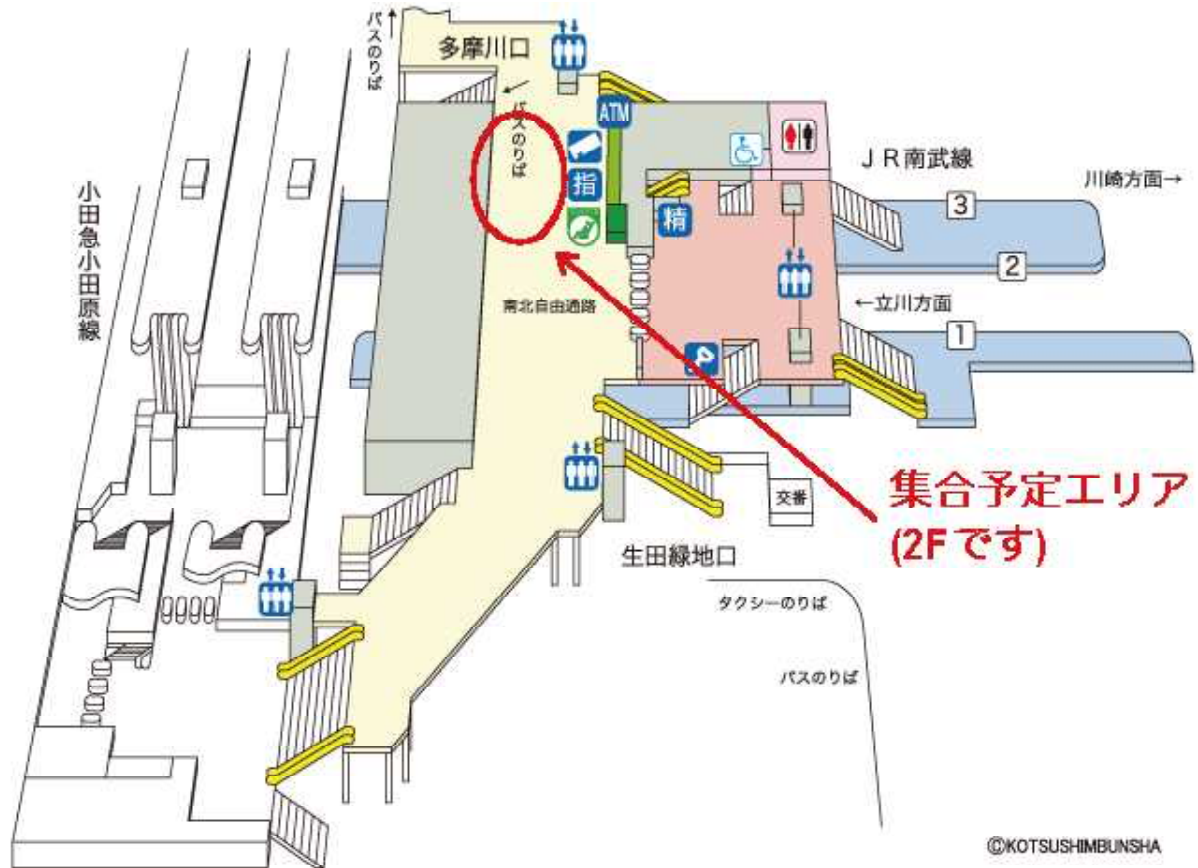 バスのりば
多摩川口
バスのりば
ATM
指
精
JR南武線
川崎方面→
3
2
←立川方面
1
小田急小田原線
南北自由通路
集合予定エリア
(2Fです)
交番
生田緑地口
タクシーのりば
バスのりば
©KOTSUSHIMBUNSHA